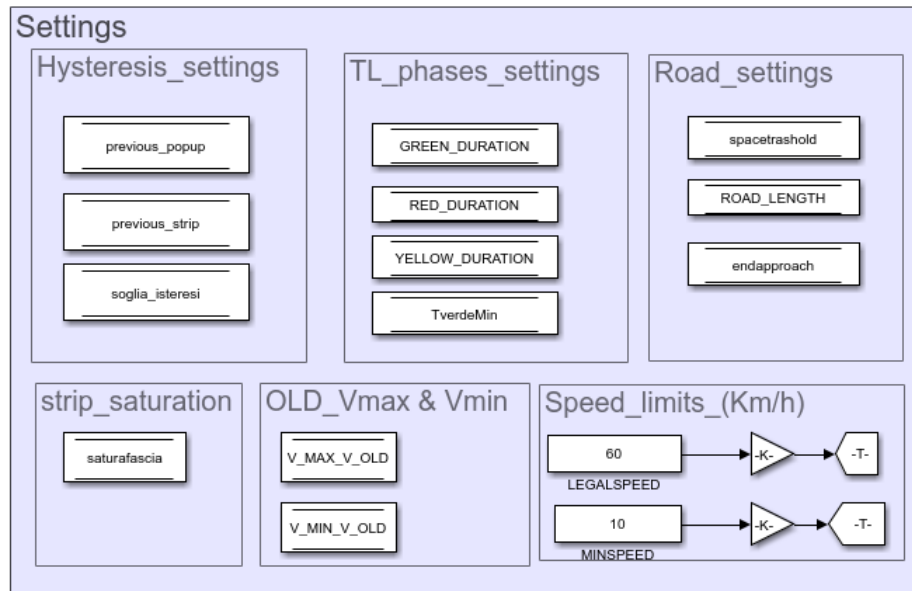 Settings
Hysteresis_settings
previous_popup
previous_strip
soglia_isteresi
TL_phases_settings
GREEN_DURATION
RED_DURATION
YELLOW_DURATION
TverdeMin
Road_settings
spacetrashold
ROAD_LENGTH
endapproach
strip_saturation
saturafascia
OLD_Vmax & Vmin
V_MAX_V_OLD
V_MIN_V_OLD
Speed_limits_(Km/h)
60
-K-
-T-
LEGALSPEED
10
-K-
-T-
MINSPEED